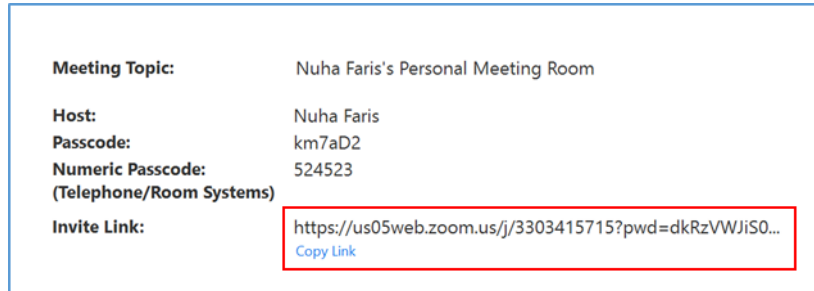 Meeting Topic: Nuha Faris's Personal Meeting Room
Host: Nuha Faris
Passcode: km7aD2
Numeric Passcode: 524523
(Telephone/Room Systems)
Invite Link: https://us05web.zoom.us/j/3303415715?pwd=dkRzVWJiS0...
Copy Link